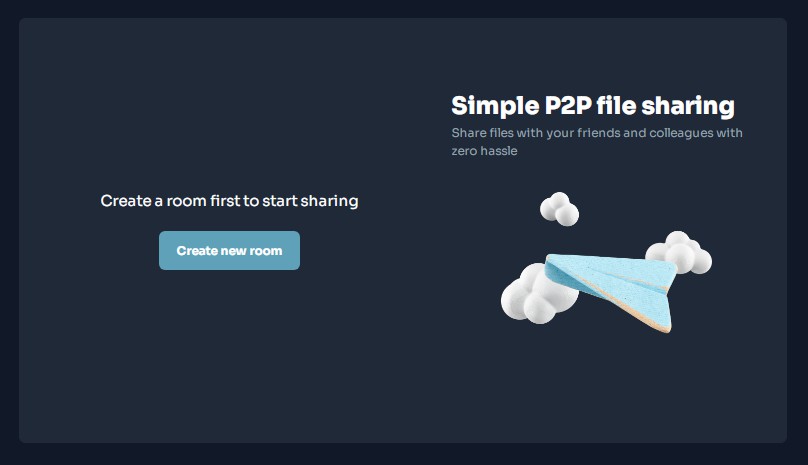 Simple P2P file sharing
Share files with your friends and colleagues with
zero hassle
Create a room first to start sharing
Create new room